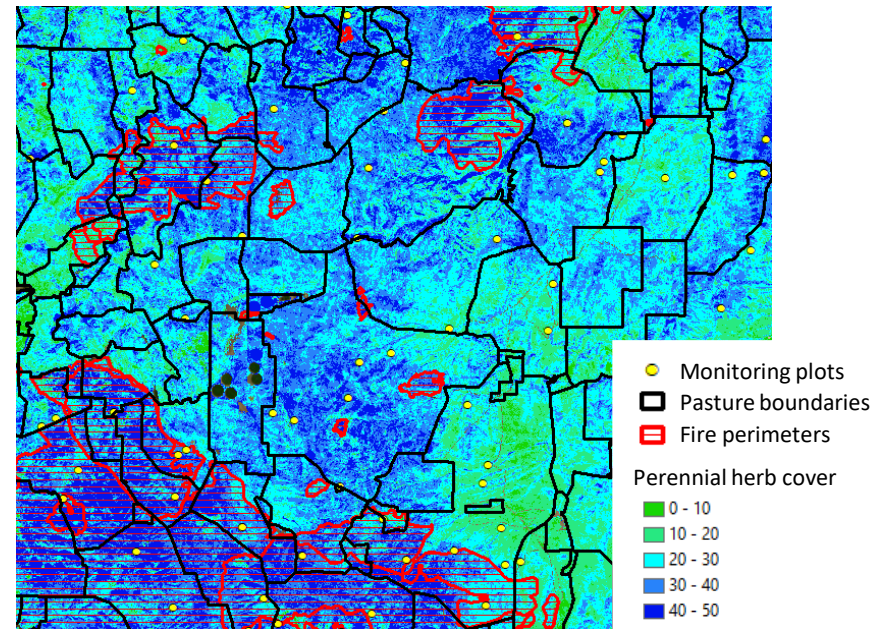 Monitoring plots
Pasture boundaries
Fire perimeters
Perennial herb cover
0 - 10
10 - 20
20 - 30
30 - 40
40 - 50